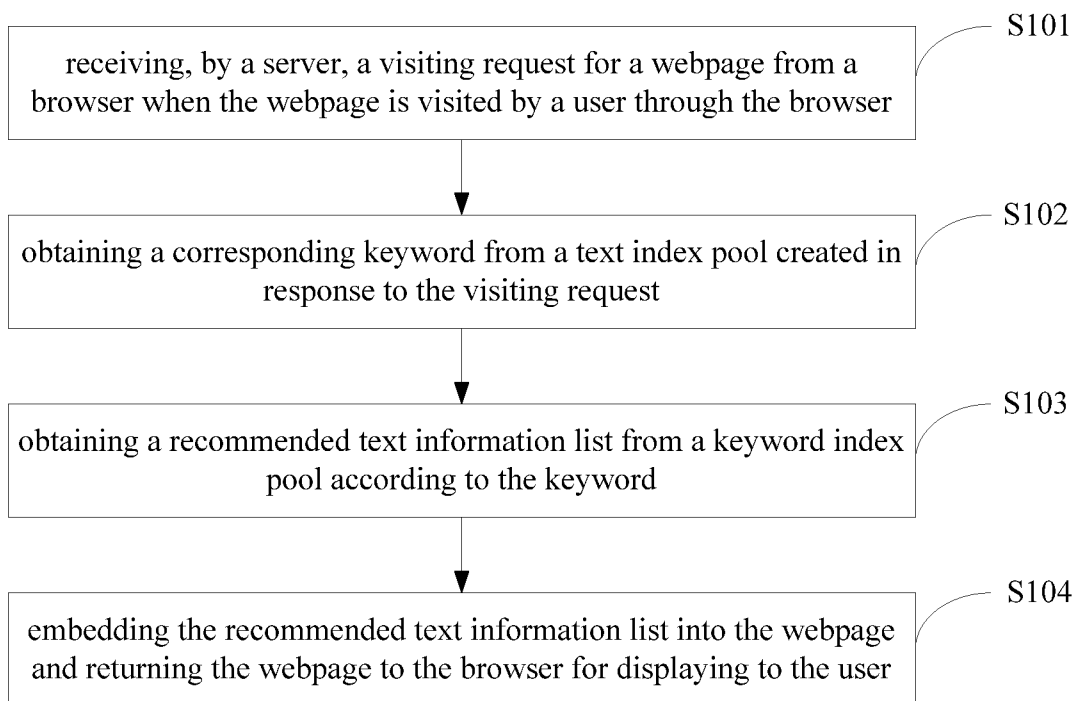 S101
receiving, by a server, a visiting request for a webpage from a
browser when the webpage is visited by a user through the browser
S102
obtaining a corresponding keyword from a text index pool created in
response to the visiting request
S103
obtaining a recommended text information list from a keyword index
pool according to the keyword
S104
embedding the recommended text information list into the webpage
and returning the webpage to the browser for displaying to the user